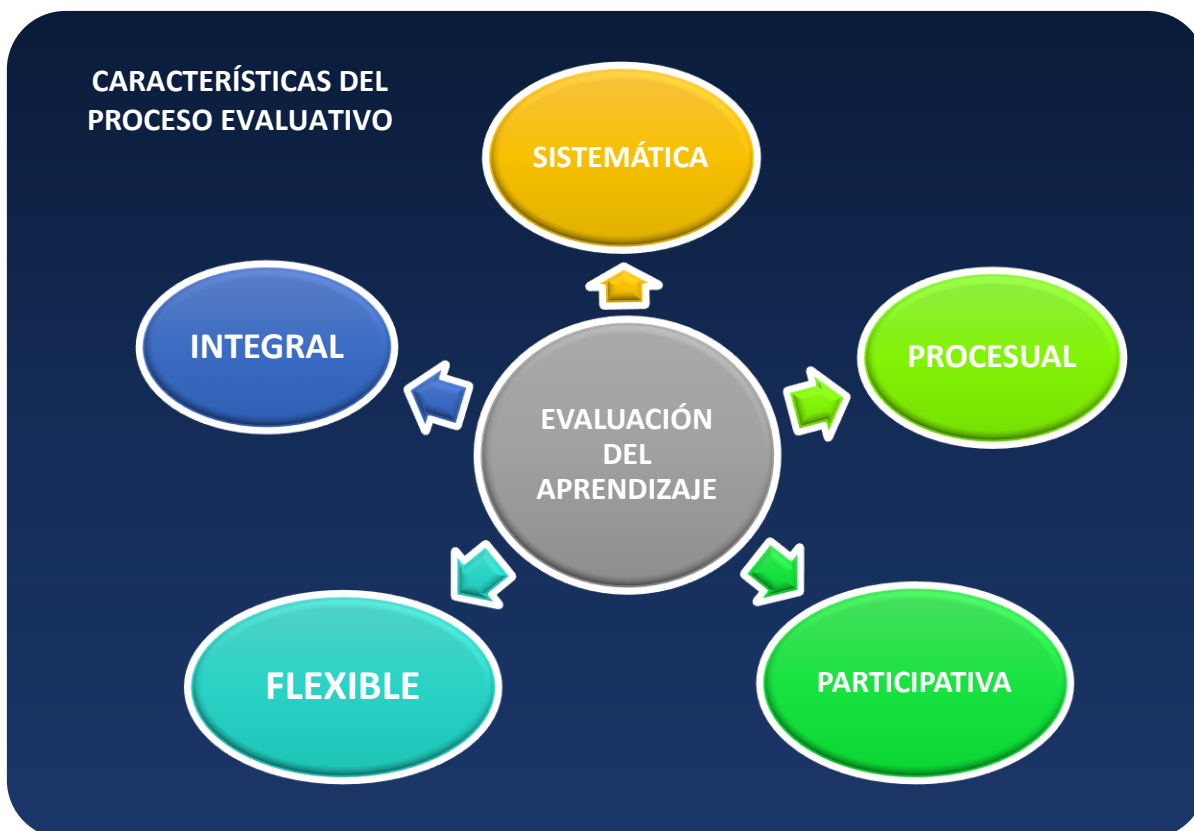 CARACTERÍSTICAS DEL
PROCESO EVALUATIVO
SISTEMÁTICA
INTEGRAL
PROCESUAL
EVALUACIÓN
DEL
APRENDIZAJE
FLEXIBLE
PARTICIPATIVA